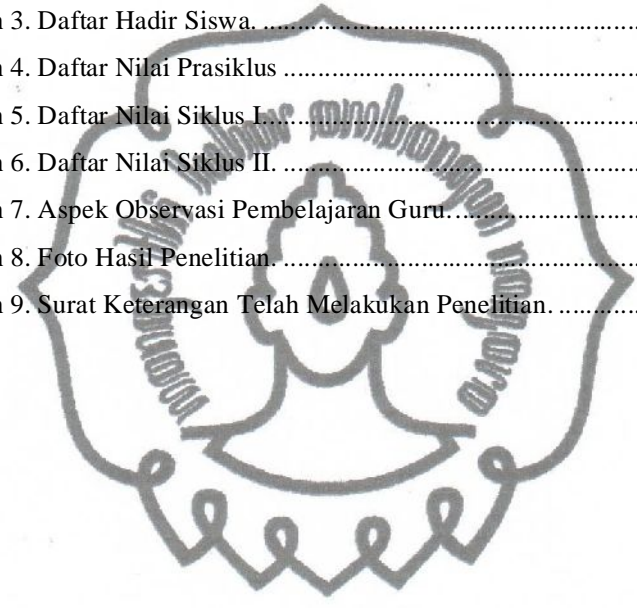 n 3. Daftar Hadir Siswa. ..........................................................
n 4. Daftar Nilai Prasiklus ......................................................
n 5. Daftar Nilai Siklus I..........................................................
n 6. Daftar Nilai Siklus II. ......................................................
n 7. Aspek Observasi Pembelajaran Guru. ...........................
n 8. Foto Hasil Penelitian. ......................................................
n 9. Surat Keterangan Telah Melakukan Penelitian. ............